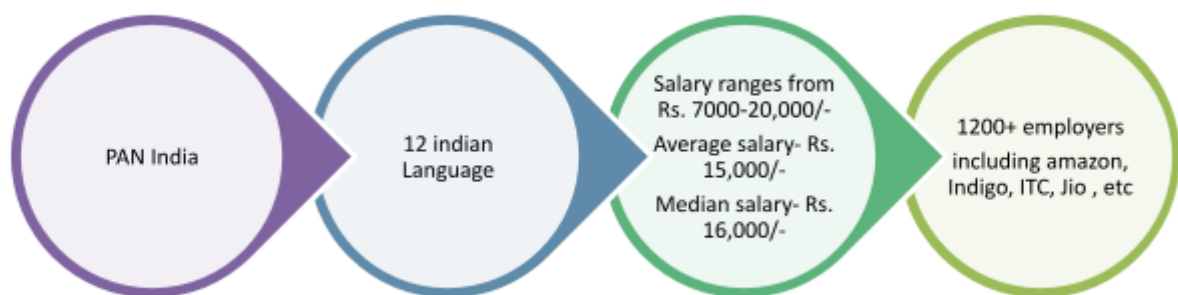 PAN India
12 indian
Language
Salary ranges from
Rs. 7000-20,000/-
Average salary- Rs.
15,000/-
Median salary- Rs.
16,000/-
1200+ employers
including amazon,
Indigo, ITC, Jio , etc